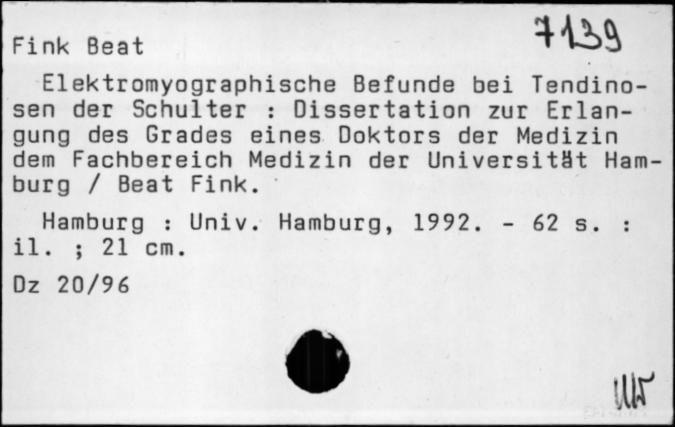 7139
Fink Beat
Elektromyographische Befunde bei Tendino-
sen der Schulter : Dissertation zur Erlan-
gung des Grades eines Doktors der Medizin
dem Fachbereich Medizin der Universität Ham-
burg / Beat Fink.
Hamburg : Univ. Hamburg, 1992. - 62 s. :
il. ; 21 cm.
Dz 20/96